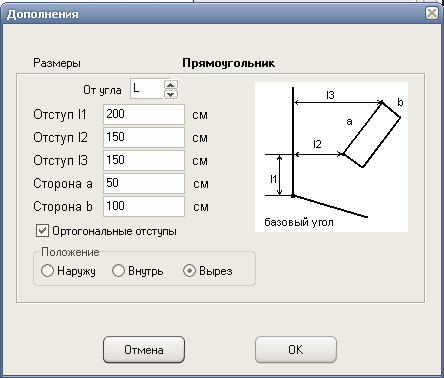 Дополнения
Размеры Прямоугольник
От угла L
Отступ l1 200 см
Отступ l2 150 см
Отступ l3 150 см
Сторона a 50 см
Сторона b 100 см
Ортогональные отступы
Положение
Наружу Внутрь Вырез
l3
b
a
l2
l1
базовый угол
Отмена OK